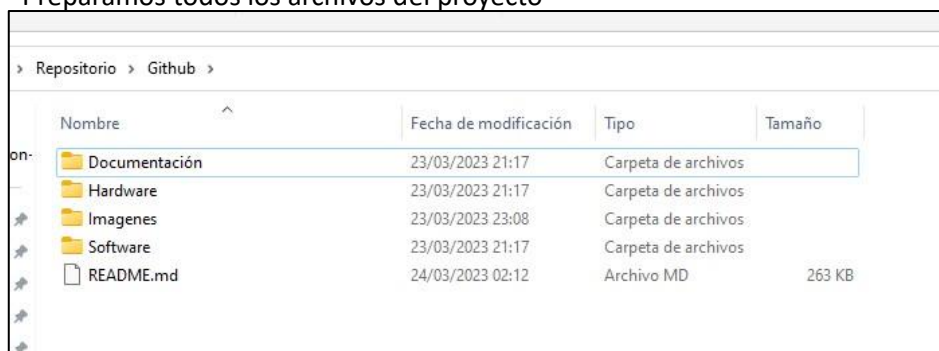 Preparamos todos los archivos del proyecto
> Repositorio > Github >
Nombre Fecha de modificación Tipo Tamaño
on-
Documentación 23/03/2023 21:17 Carpeta de archivos
Hardware 23/03/2023 21:17 Carpeta de archivos
Imagenes 23/03/2023 23:08 Carpeta de archivos
Software 23/03/2023 21:17 Carpeta de archivos
README.md 24/03/2023 02:12 Archivo MD 263 KB